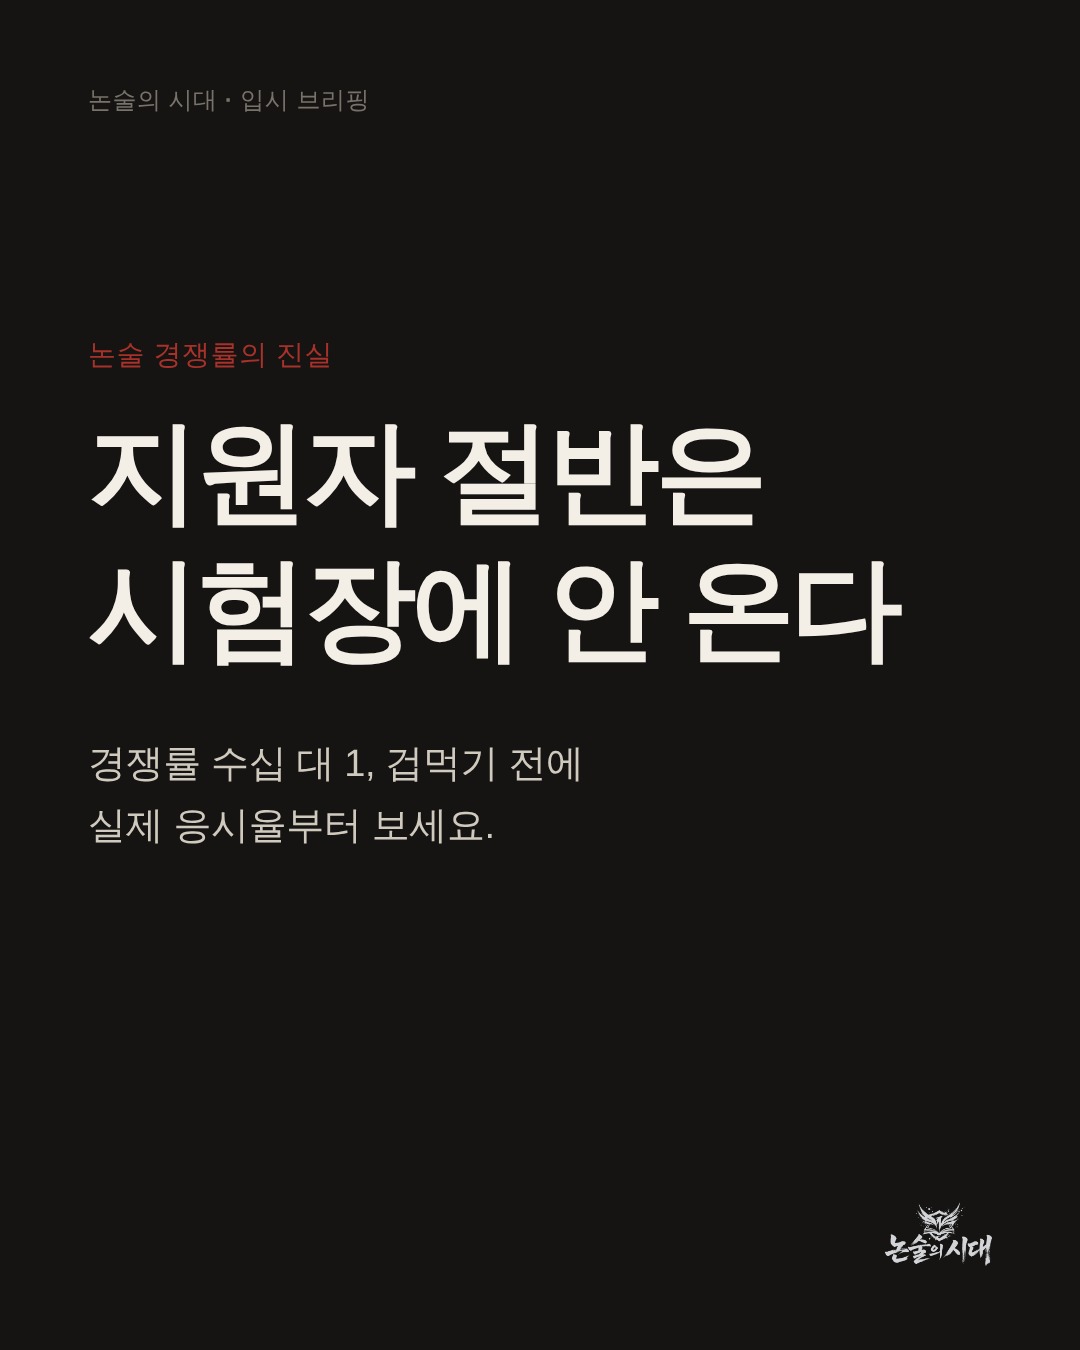 논술의 시대 · 입시 브리핑
논술 경쟁률의 진실
지원자 절반은
시험장에 안 온다
경쟁률 수십 대 1, 겁먹기 전에
실제 응시율부터 보세요.
논술의시대